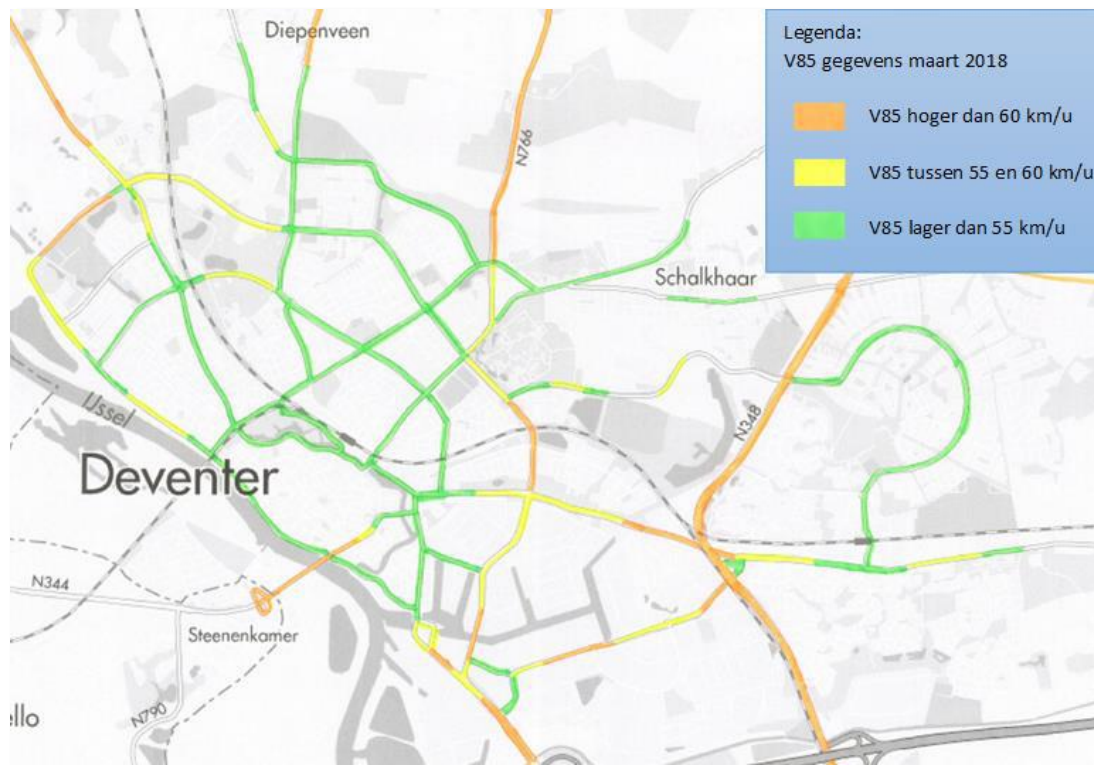 Legenda:
V85 gegevens maart 2018
V85 hoger dan 60 km/u
V85 tussen 55 en 60 km/u
V85 lager dan 55 km/u
Diepenveen
N766
Schalkhaar
IJssel
N348
Deventer
N344
Steenenkamer
N790
ello